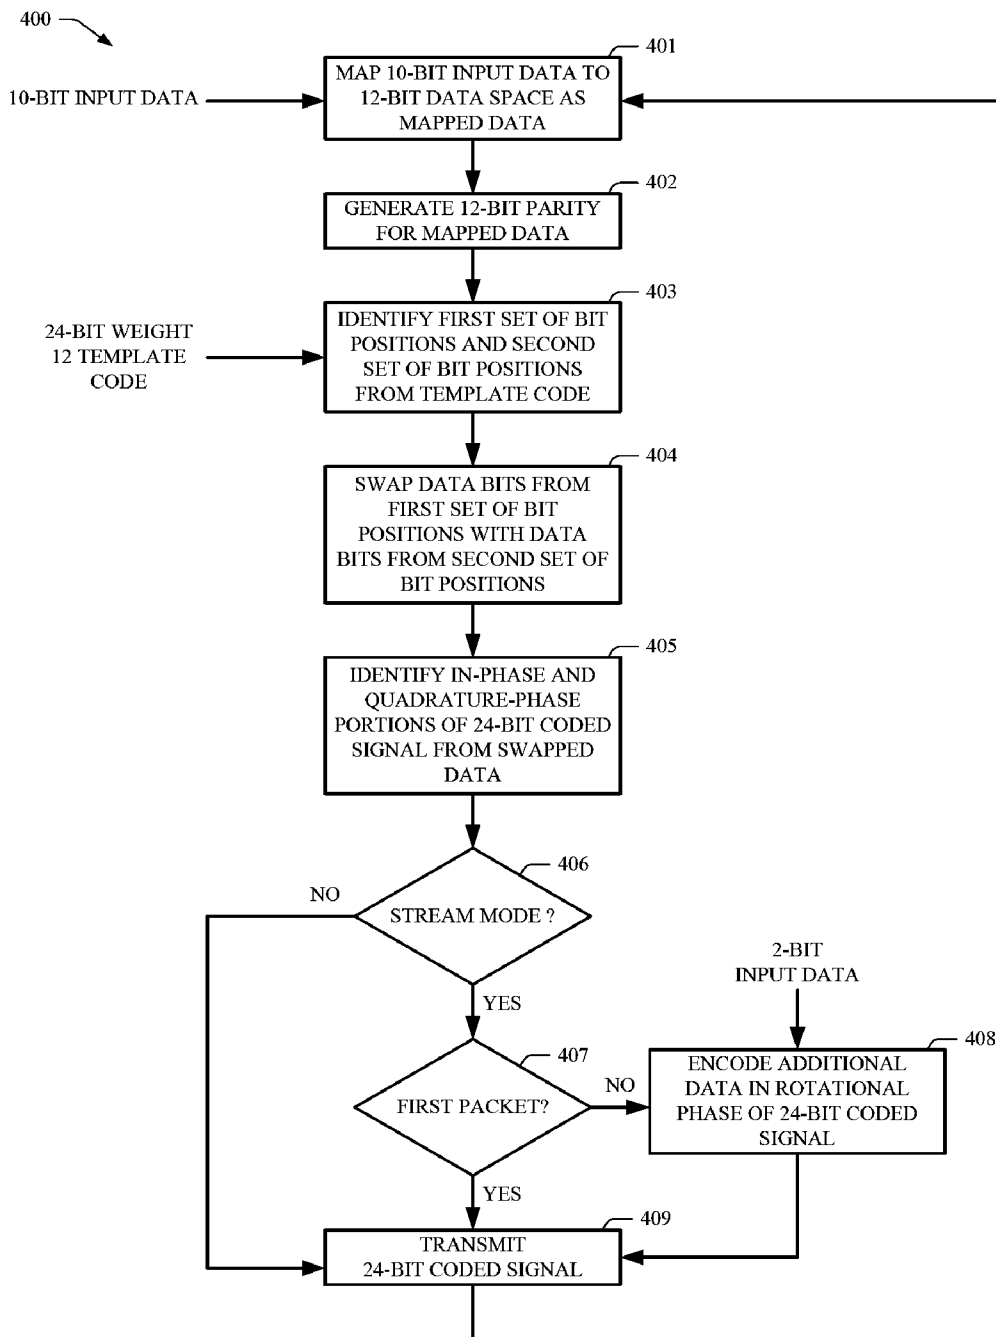 400
401
MAP 10-BIT INPUT DATA TO
12-BIT DATA SPACE AS
MAPPED DATA
10-BIT INPUT DATA
402
GENERATE 12-BIT PARITY
FOR MAPPED DATA
403
IDENTIFY FIRST SET OF BIT
POSITIONS AND SECOND
SET OF BIT POSITIONS
FROM TEMPLATE CODE
24-BIT WEIGHT
12 TEMPLATE
CODE
404
SWAP DATA BITS FROM
FIRST SET OF BIT
POSITIONS WITH DATA
BITS FROM SECOND SET OF
BIT POSITIONS
405
IDENTIFY IN-PHASE AND
QUADRATURE-PHASE
PORTIONS OF 24-BIT CODED
SIGNAL FROM SWAPPED
DATA
406
STREAM MODE ?
NO
YES
2-BIT
INPUT DATA
407
FIRST PACKET?
NO
YES
408
ENCODE ADDITIONAL
DATA IN ROTATIONAL
PHASE OF 24-BIT CODED
SIGNAL
409
TRANSMIT
24-BIT CODED SIGNAL